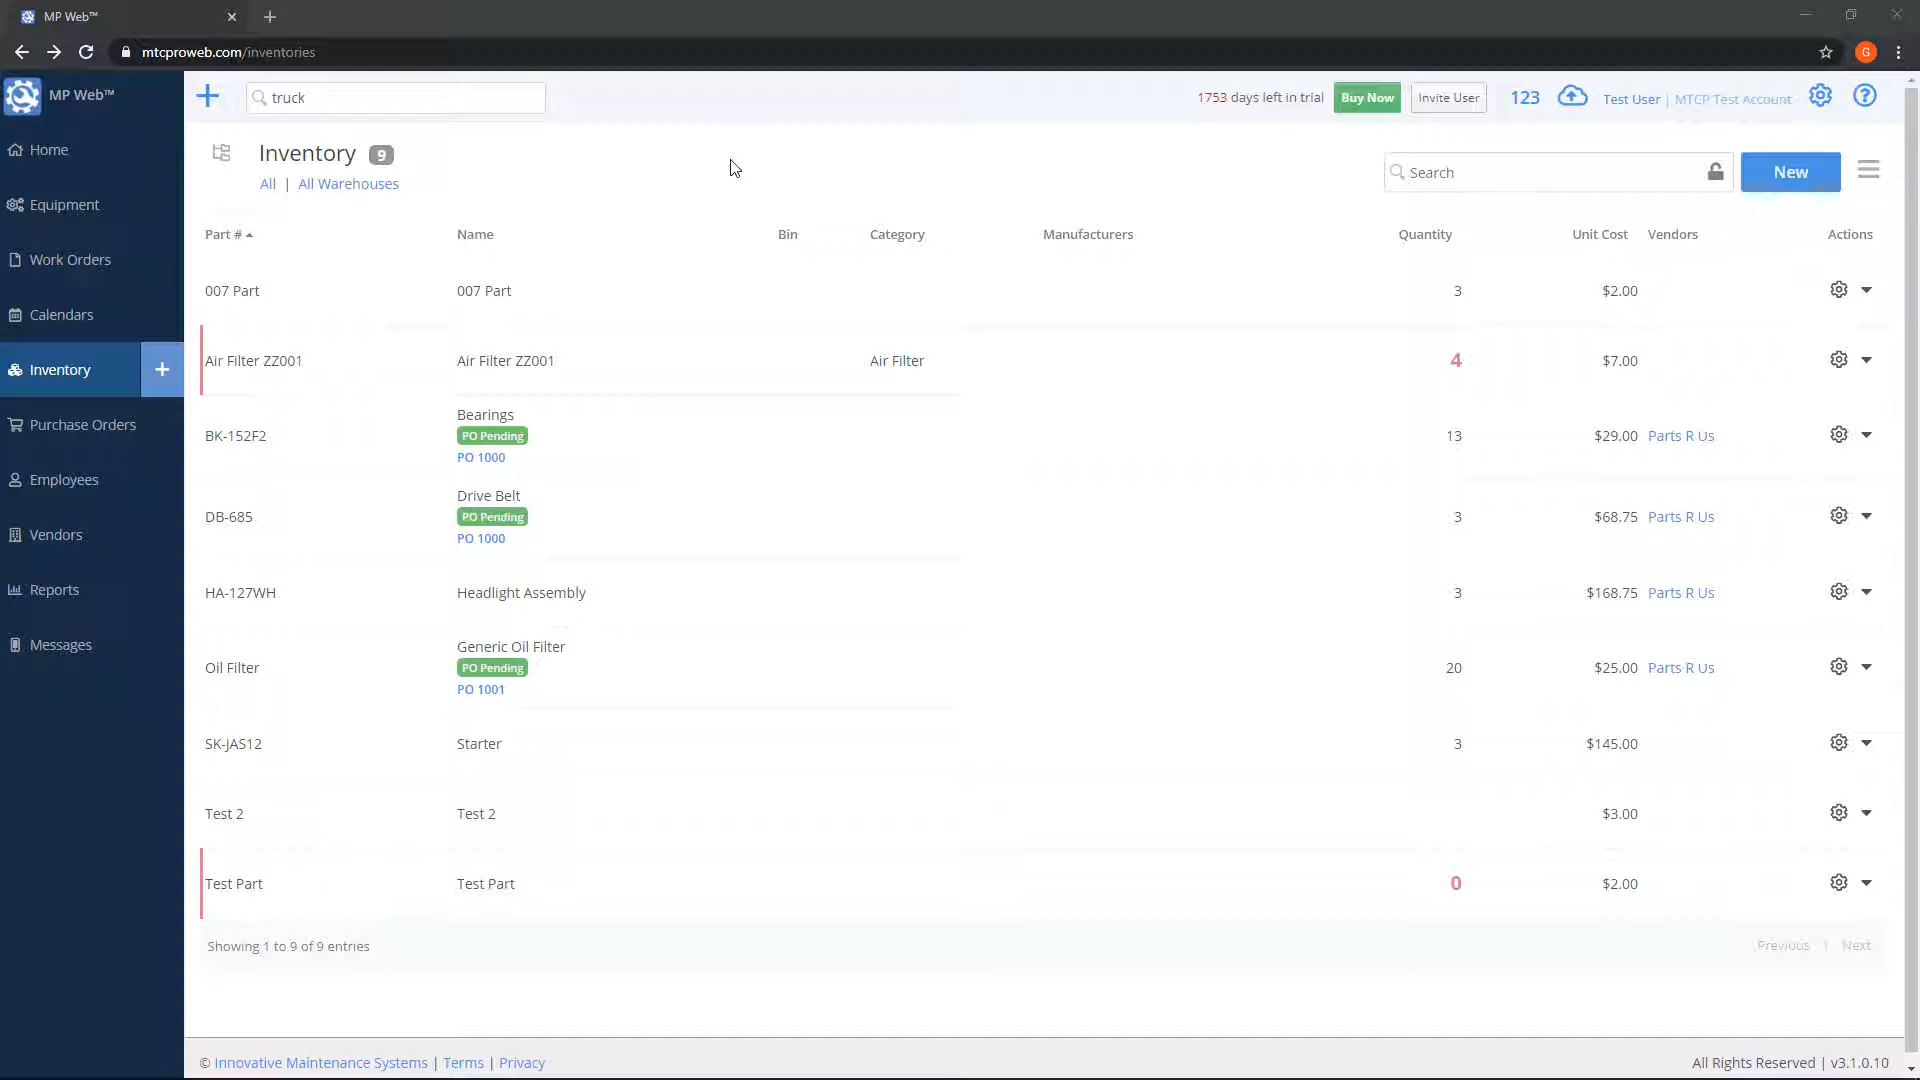 MP Web™
mtcproweb.com/inventories
G
MP Web™
truck
1753 days left in trial
Buy Now
Invite User
123
Test User | MTCP Test Account
Home
Equipment
Work Orders
Calendars
Inventory
Purchase Orders
Employees
Vendors
Reports
Messages
Inventory 9
All | All Warehouses
Search
New
Part # Name Bin Category Manufacturers Quantity Unit Cost Vendors Actions
007 Part 007 Part 3 $2.00
Air Filter ZZ001 Air Filter ZZ001 Air Filter 4 $7.00
Bearings
BK-152F2 PO Pending 13 $29.00 Parts R Us
PO 1000
Drive Belt
DB-685 PO Pending 3 $68.75 Parts R Us
PO 1000
HA-127WH Headlight Assembly 3 $168.75 Parts R Us
Generic Oil Filter
Oil Filter PO Pending 20 $25.00 Parts R Us
PO 1001
SK-JAS12 Starter 3 $145.00
Test 2 Test 2 $3.00
Test Part Test Part 0 $2.00
Showing 1 to 9 of 9 entries
Previous | Next
© Innovative Maintenance Systems | Terms | Privacy
All Rights Reserved | v3.1.0.10